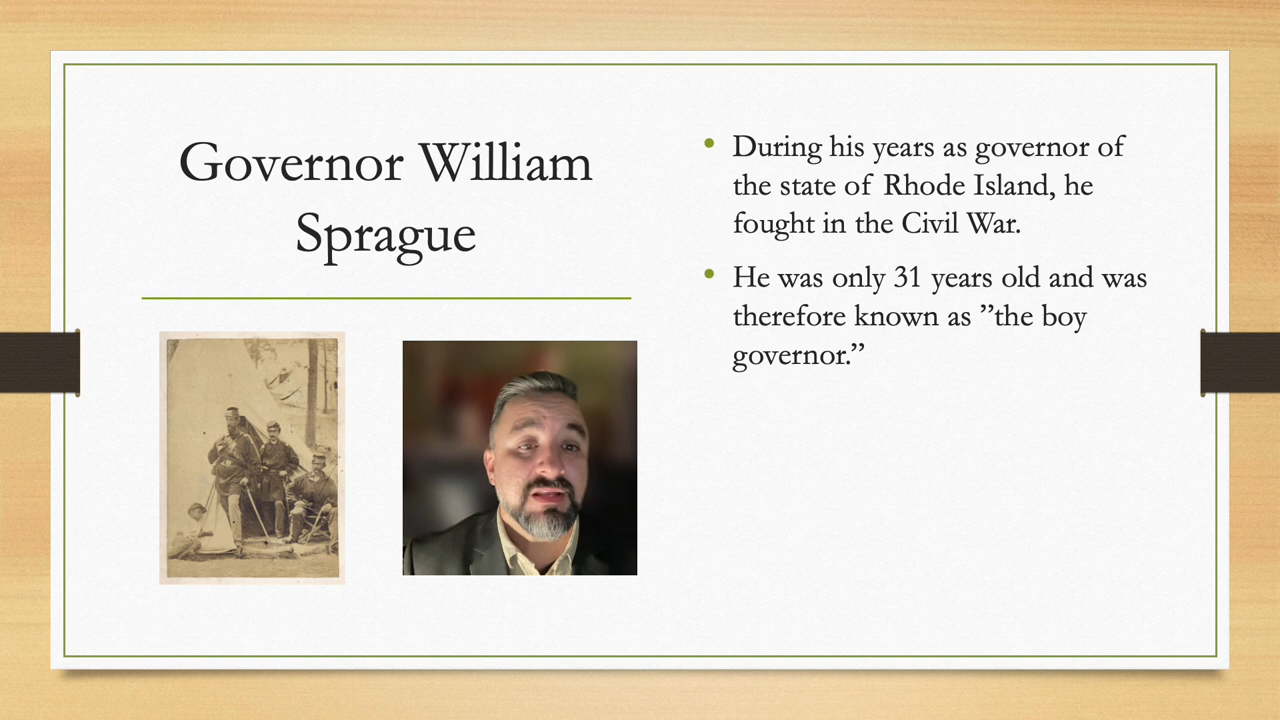 Governor William
Sprague
• During his years as governor of
the state of Rhode Island, he
fought in the Civil War.
• He was only 31 years old and was
therefore known as ”the boy
governor.”